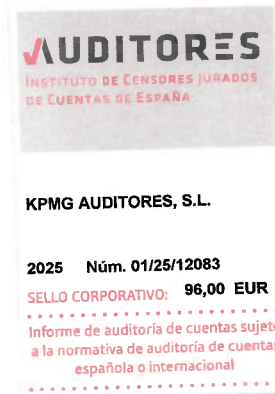 AUDITORES
INSTITUTO DE CENSORES JURADOS
DE CUENTAS DE ESPAÑA
KPMG AUDITORES, S.L.
2025 Núm. 01/25/12083
SELLO CORPORATIVO: 96,00 EUR
Informe de auditoría de cuentas sujeto
a la normativa de auditoría de cuentas
española o internacional